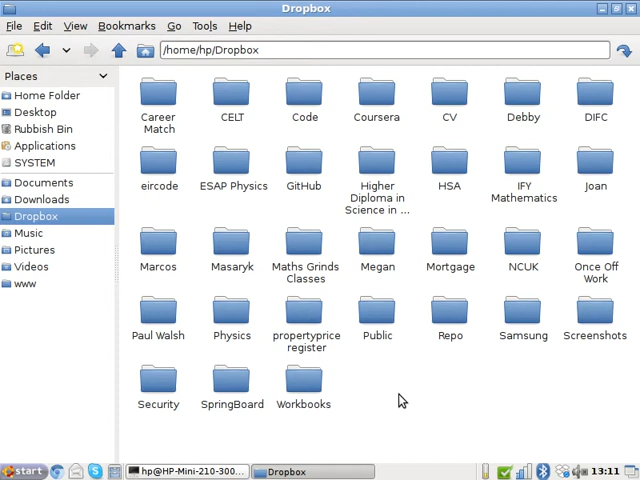 Dropbox
File Edit View Bookmarks Go Tools Help
/home/hp/Dropbox
Places
Home Folder
Desktop
Rubbish Bin
Applications
SYSTEM
Documents
Downloads
Dropbox
Music
Pictures
Videos
www
Career
Match
CELT
Code
Coursera
CV
Debby
DIFC
eircode
ESAP Physics
GitHub
Higher
Diploma in
Science in ...
HSA
IFY
Mathematics
Joan
Marcos
Masaryk
Maths Grinds
Classes
Megan
Mortgage
NCUK
Once Off
Work
Paul Walsh
Physics
propertyprice
register
Public
Repo
Samsung
Screenshots
Security
SpringBoard
Workbooks
start
hp@HP-Mini-210-300...
Dropbox
13:11